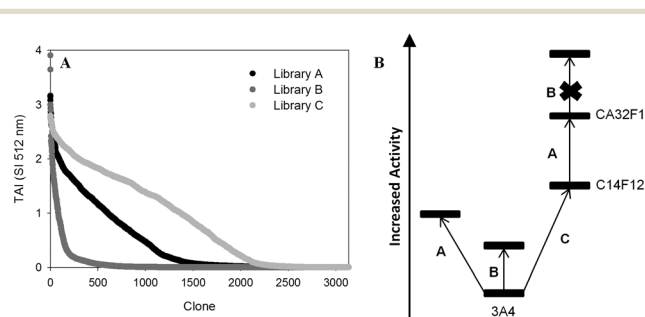 A
Library A
Library B
Library C
TAI (SI 512 nm)
4
3
2
1
0
0
500
1000
1500
2000
2500
3000
Clone
B
Increased Activity
B
CA32F1
A
C14F12
A
B
C
3A4